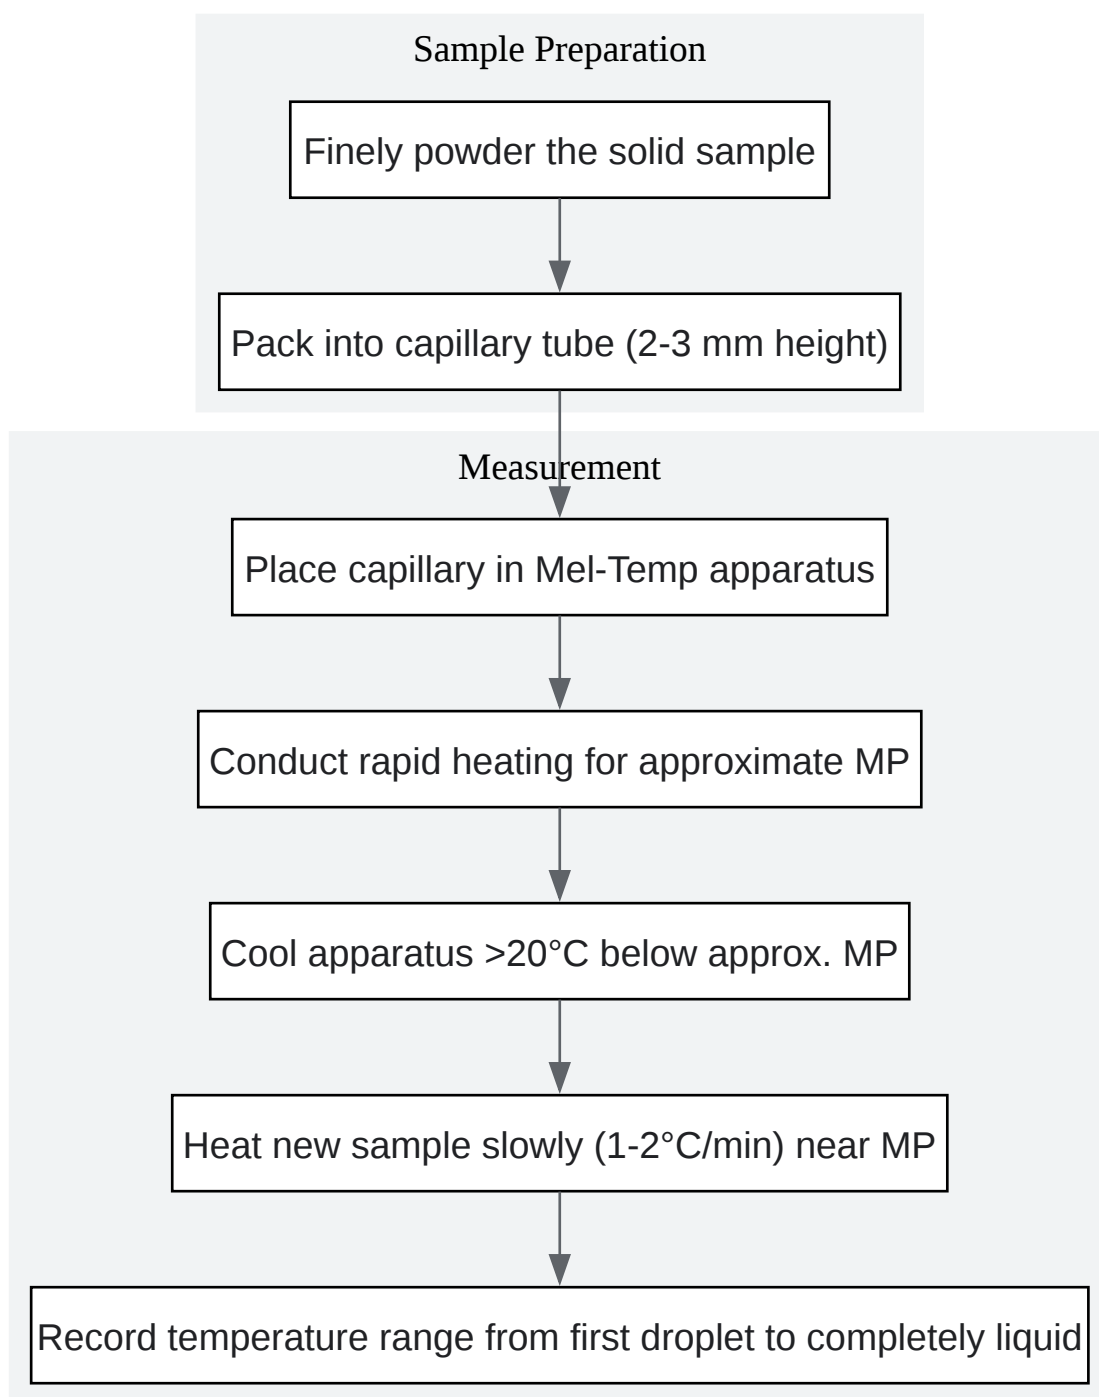 Sample Preparation
Finely powder the solid sample
Pack into capillary tube (2-3 mm height)
Measurement
Place capillary in Mel-Temp apparatus
Conduct rapid heating for approximate MP
Cool apparatus >20°C below approx. MP
Heat new sample slowly (1-2°C/min) near MP
Record temperature range from first droplet to completely liquid